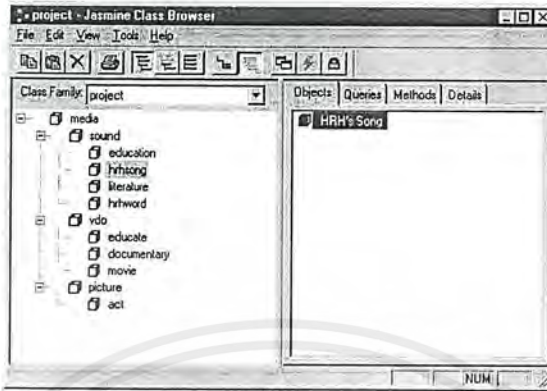 project - Jasmine Class Browser
File Edit View Tools Help
Class Family: project
media
sound
education
hrhsong
literature
hrhword
vdo
educate
documentary
movie
picture
act
Objects Queries Methods Details
HRH's Song
NUM